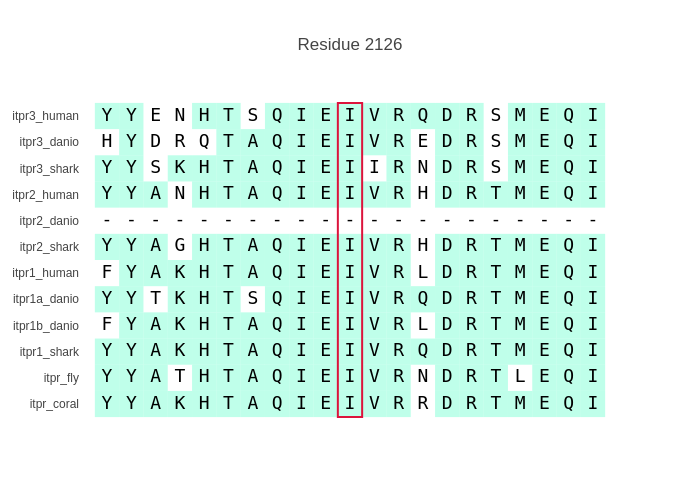 Residue 2126
itpr3_human Y Y E N H T S Q I E I V R Q D R S M E Q I
itpr3_danio H Y D R Q T A Q I E I V R E D R S M E Q I
itpr3_shark Y Y S K H T A Q I E I I R N D R S M E Q I
itpr2_human Y Y A N H T A Q I E I V R H D R T M E Q I
itpr2_danio - - - - - - - - - - - - - - - - - - - - -
itpr2_shark Y Y A G H T A Q I E I V R H D R T M E Q I
itpr1_human F Y A K H T A Q I E I V R L D R T M E Q I
itpr1a_danio Y Y T K H T S Q I E I V R Q D R T M E Q I
itpr1b_danio F Y A K H T A Q I E I V R L D R T M E Q I
itpr1_shark Y Y A K H T A Q I E I V R Q D R T M E Q I
itpr_fly Y Y A T H T A Q I E I V R N D R T L E Q I
itpr_coral Y Y A K H T A Q I E I V R R D R T M E Q I